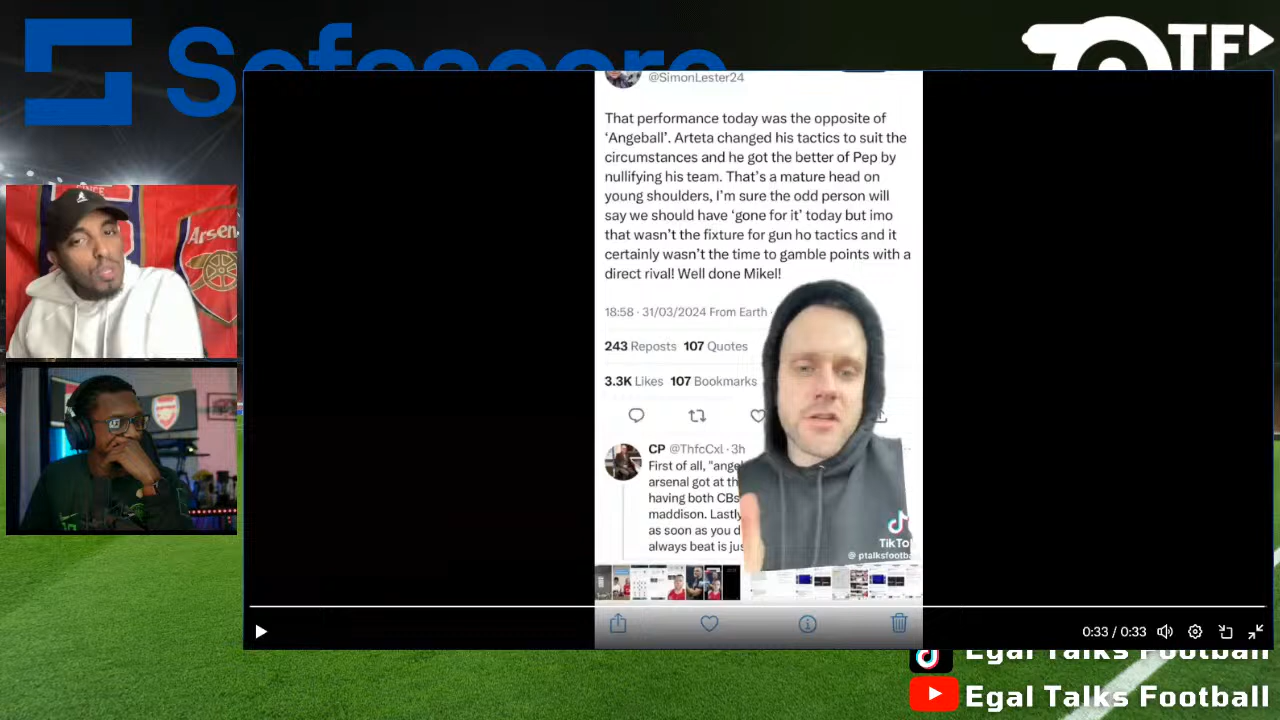 Sofascore
TF
@SimonLester24
That performance today was the opposite of
‘Angeball’. Arteta changed his tactics to suit the
circumstances and he got the better of Pep by
nullifying his team. That’s a mature head on
young shoulders, I’m sure the odd person will
say we should have ‘gone for it’ today but imo
that wasn’t the fixture for gun ho tactics and it
certainly wasn’t the time to gamble points with a
direct rival! Well done Mikel!
18:58 · 31/03/2024 From Earth ·
243 Reposts 107 Quotes
3.3K Likes 107 Bookmarks
CP @ThfcCxl · 3h
First of all, "ange
arsenal got at th
having both CBs
maddison. Lastly
as soon as you d
always beat is jus
TikTo
@ptalksfootba
Arsen
0:33 / 0:33
Egal Talks Football
Egal Talks Football